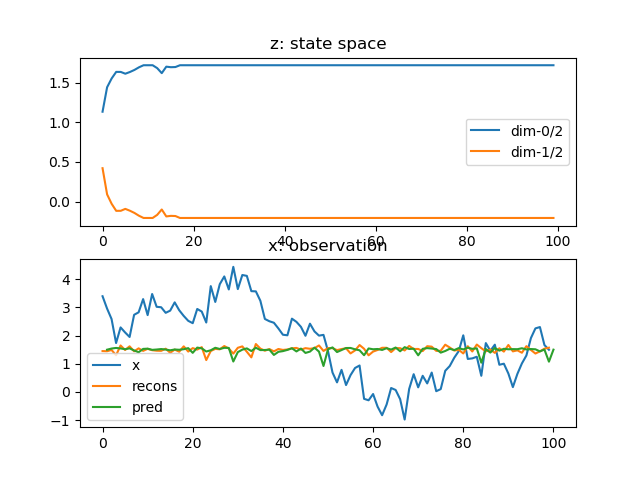 z: state space
1.5
1.0
0.5
0.0
dim-0/2
dim-1/2
0 20 40 60 80 100
x: observation
4
3
2
1
0
−1
x
recons
pred
0 20 40 60 80 100